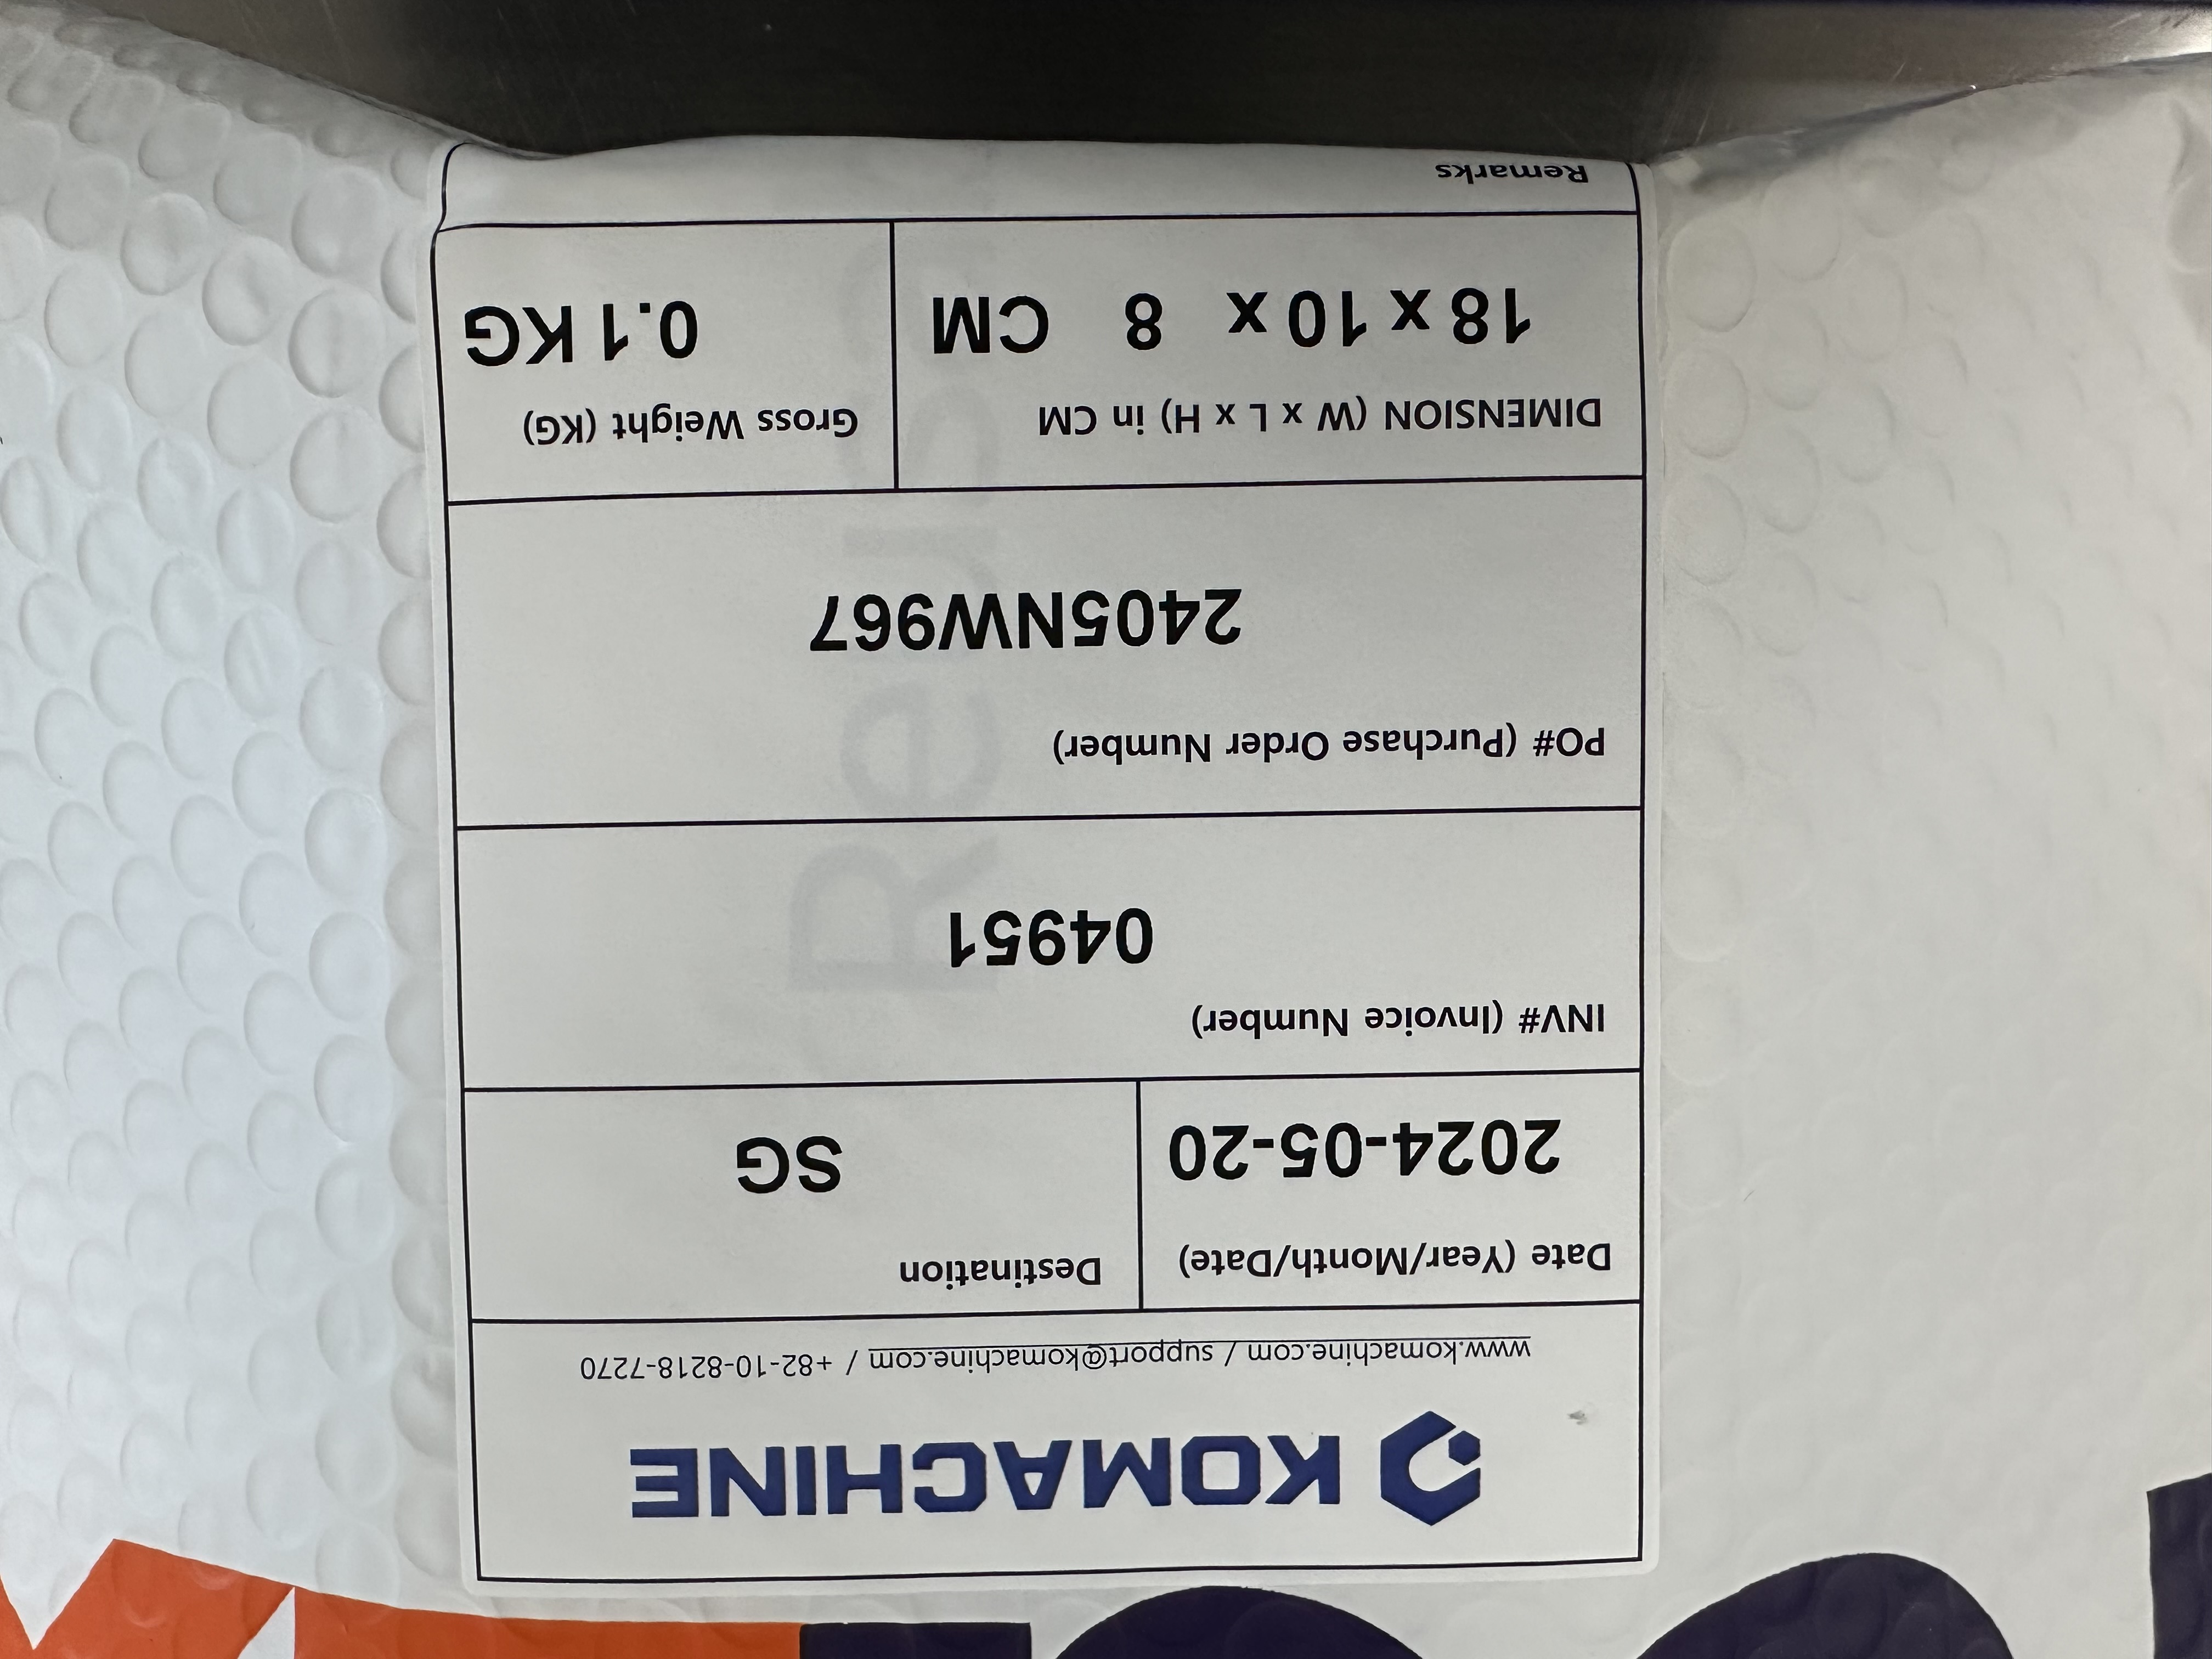 KOMACHINE
www.komachine.com / support@komachine.com / +82-10-8218-7270
Date (Year/Month/Date)
2024-05-20
Destination
SG
INV# (Invoice Number)
04951
PO# (Purchase Order Number)
2405NW967
DIMENSION (W x L x H) in CM
18 x 10 x 8 CM
Gross Weight (KG)
0.1 KG
Remarks